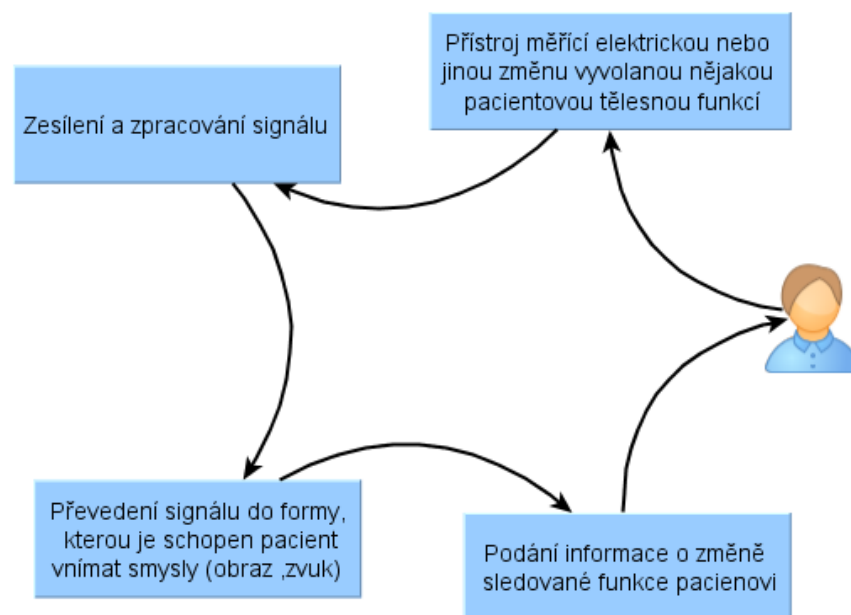 Přístroj měřící elektrickou nebo
jinou změnu vyvolanou nějakou
pacientovou tělesnou funkcí
Zesílení a zpracování signálu
Převedení signálu do formy,
kterou je schopen pacient
vnímat smysly (obraz ,zvuk)
Podání informace o změně
sledované funkce pacienovi